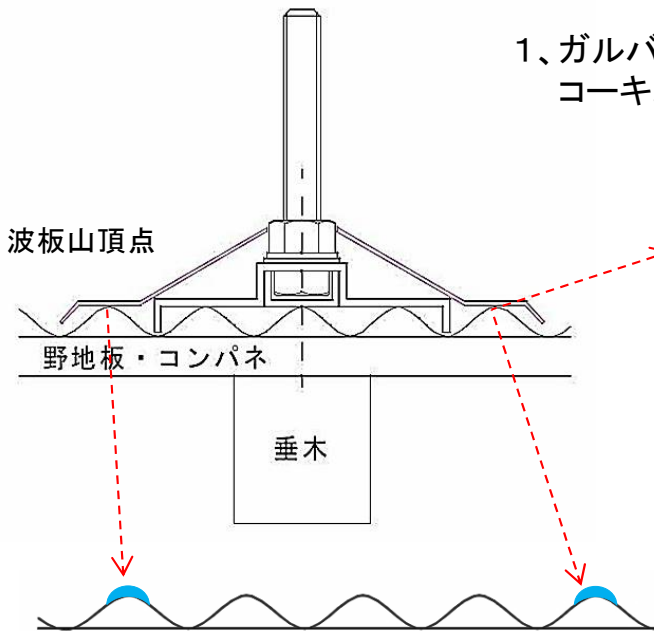 1、ガルバ
コーキ
波板山頂点
野地板・コンパネ
垂木